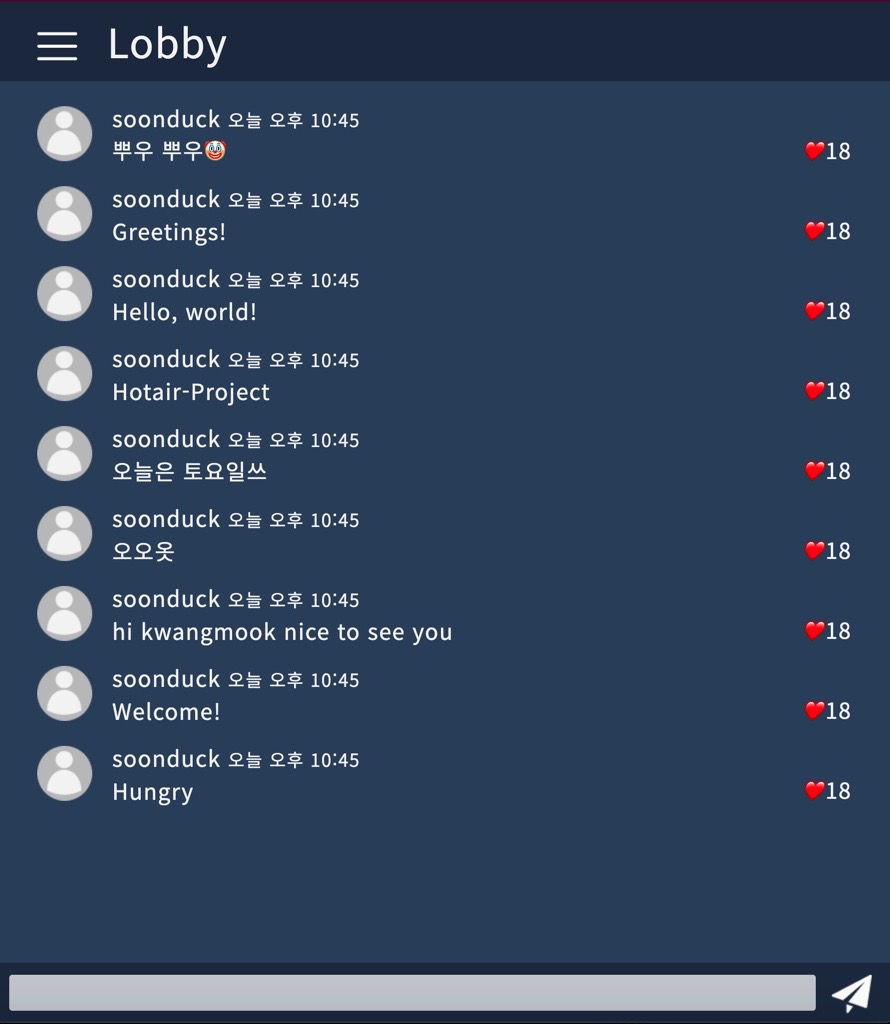 Lobby
soonduck 오늘 오후 10:45
뿌우 뿌우🤡
❤️18
soonduck 오늘 오후 10:45
Greetings!
❤️18
soonduck 오늘 오후 10:45
Hello, world!
❤️18
soonduck 오늘 오후 10:45
Hotair-Project
❤️18
soonduck 오늘 오후 10:45
오늘은 토요일쓰
❤️18
soonduck 오늘 오후 10:45
오오옷
❤️18
soonduck 오늘 오후 10:45
hi kwangmook nice to see you
❤️18
soonduck 오늘 오후 10:45
Welcome!
❤️18
soonduck 오늘 오후 10:45
Hungry
❤️18